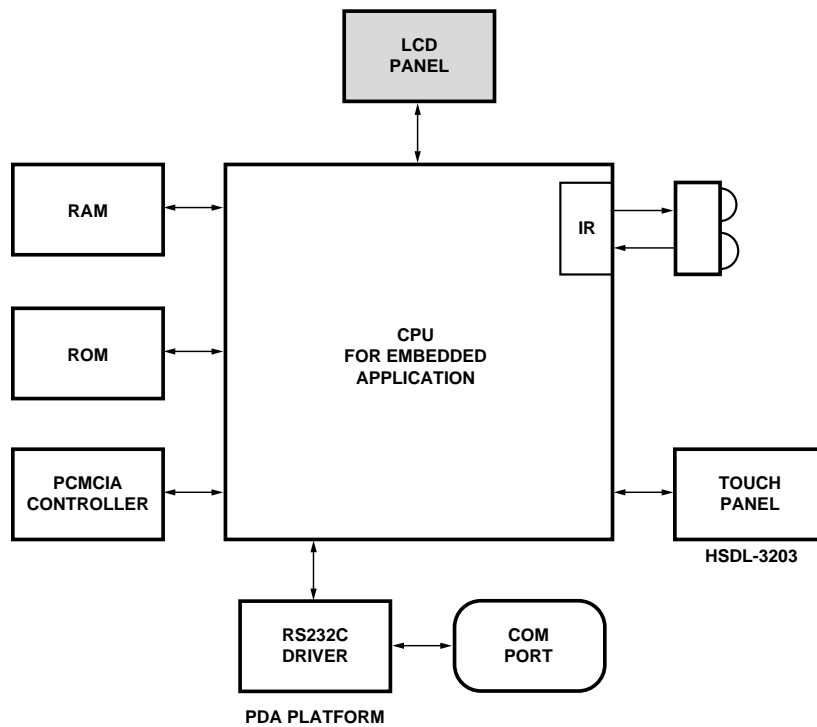 LCD
PANEL
RAM
IR
ROM
CPU
FOR EMBEDDED
APPLICATION
PCMCIA
CONTROLLER
TOUCH
PANEL
HSDL-3203
RS232C
DRIVER
COM
PORT
PDA PLATFORM